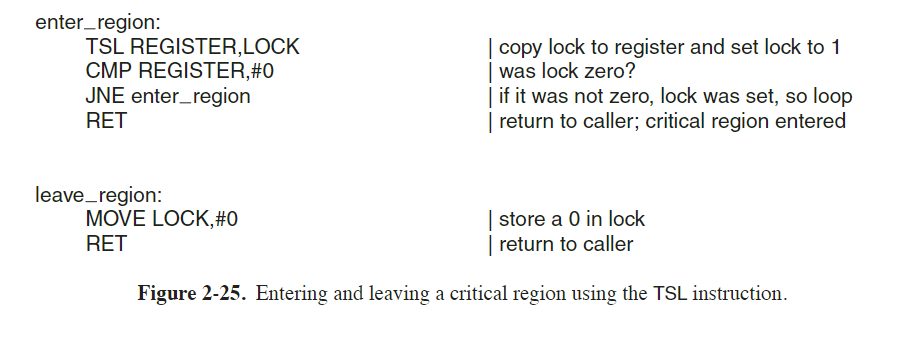 enter_region:
TSL REGISTER,LOCK | copy lock to register and set lock to 1
CMP REGISTER,#0 | was lock zero?
JNE enter_region | if it was not zero, lock was set, so loop
RET | return to caller; critical region entered
leave_region:
MOVE LOCK,#0 | store a 0 in lock
RET | return to caller
Figure 2-25. Entering and leaving a critical region using the TSL instruction.